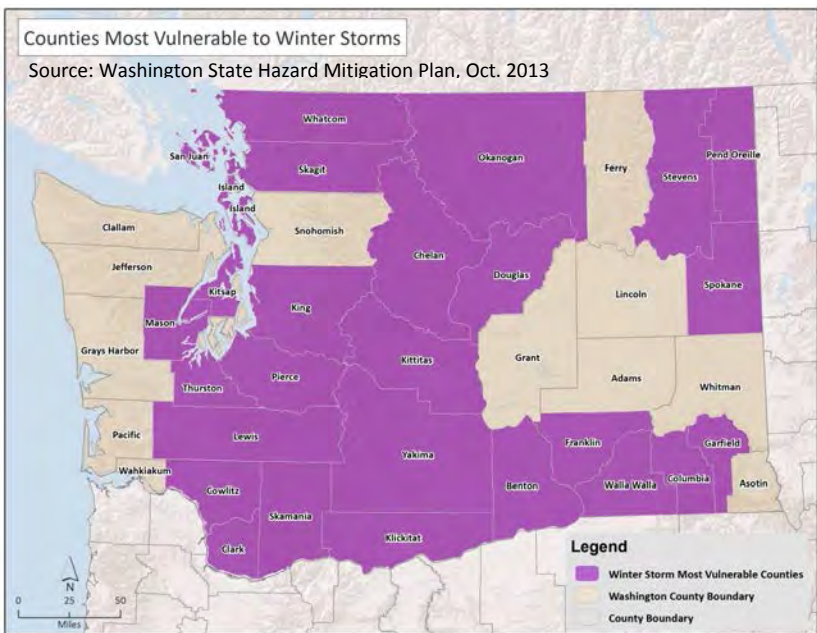 Counties Most Vulnerable to Winter Storms
Source: Washington State Hazard Mitigation Plan, Oct. 2013
Whatcom
San Juan
Skagit
Okanogan
Ferry
Stevens
Pend Oreille
Island
Island
Clallam
Snohomish
Chelan
Jefferson
Douglas
Kitsap
Lincoln
Spokane
Mason
King
Grays Harbor
Kittitas
Grant
Thurston
Pierce
Adams
Whitman
Pacific
Lewis
Yakima
Franklin
Garfield
Wahkiakum
Cowlitz
Skamania
Benton
Walla Walla
Columbia
Asotin
Clark
Klickitat
N
0 25 50
Miles
Legend
Winter Storm Most Vulnerable Counties
Washington County Boundary
County Boundary